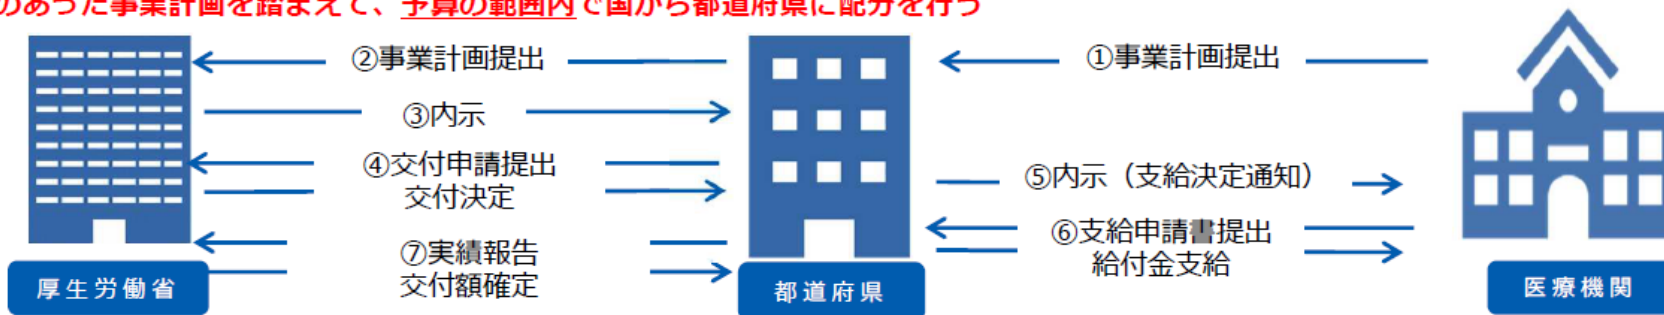 のあった事業計画を踏まえて、予算の範囲内で国から都道府県に配分を行う
②事業計画提出
①事業計画提出
③内示
④交付申請提出
交付決定
⑤内示（支給決定通知）
⑥支給申請書提出
給付金支給
⑦実績報告
交付額確定
厚生労働省
都道府県
医療機関